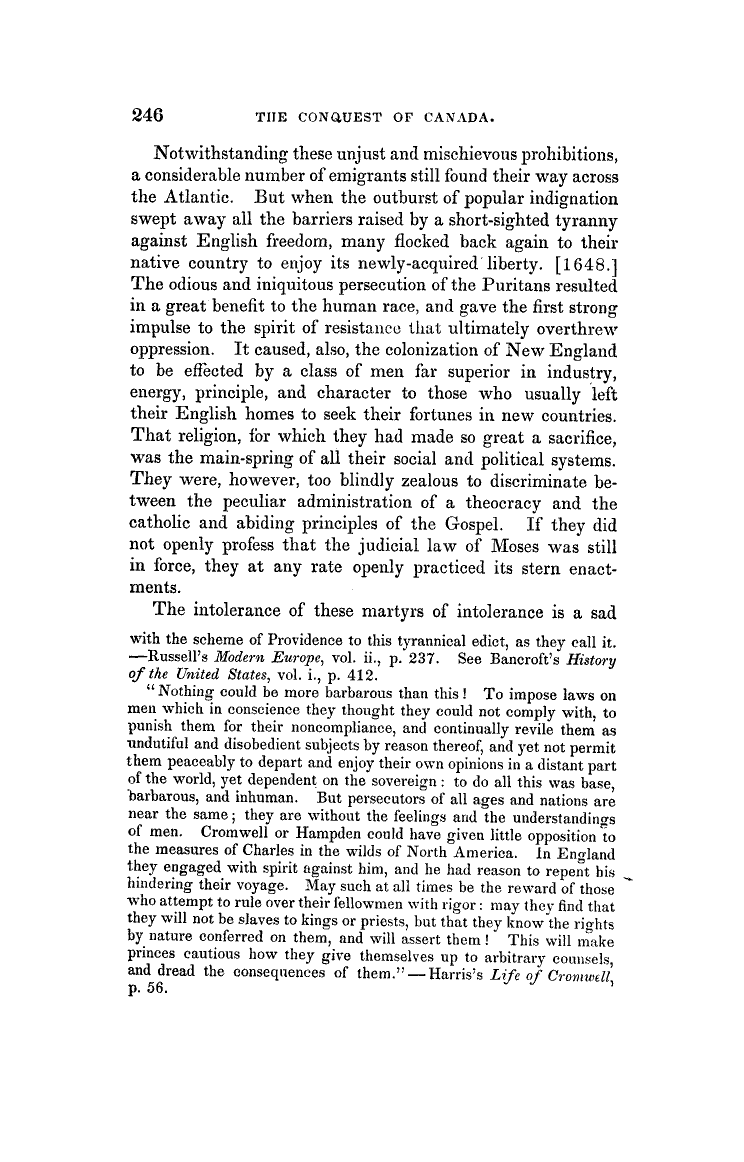 246 THE CONQUEST OF CANADA.
Notwithstanding these unjust and mischievous prohibitions,
a considerable number of emigrants still found their way across
the Atlantic. But when the outburst of popular indignation
swept away all the barriers raised by a short-sighted tyranny
against English freedom, many flocked back again to their
native country to enjoy its newly-acquired liberty. [1648.]
The odious and iniquitous persecution of the Puritans resulted
in a great benefit to the human race, and gave the first strong
impulse to the spirit of resistance that ultimately overthrew
oppression. It caused, also, the colonization of New England
to be effected by a class of men far superior in industry,
energy, principle, and character to those who usually left
their English homes to seek their fortunes in new countries.
That religion, for which they had made so great a sacrifice,
was the main-spring of all their social and political systems.
They were, however, too blindly zealous to discriminate be-
tween the peculiar administration of a theocracy and the
catholic and abiding principles of the Gospel. If they did
not openly profess that the judicial law of Moses was still
in force, they at any rate openly practiced its stern enact-
ments.
The intolerance of these martyrs of intolerance is a sad
with the scheme of Providence to this tyrannical edict, as they call it.
—Russell's Modern Europe, vol. ii., p. 237. See Bancroft's History
of the United States, vol. i., p. 412.
"Nothing could be more barbarous than this! To impose laws on
men which in conscience they thought they could not comply with, to
punish them for their noncompliance, and continually revile them as
undutiful and disobedient subjects by reason thereof, and yet not permit
them peaceably to depart and enjoy their own opinions in a distant part
of the world, yet dependent on the sovereign: to do all this was base,
barbarous, and inhuman. But persecutors of all ages and nations are
near the same; they are without the feelings and the understandings
of men. Cromwell or Hampden could have given little opposition to
the measures of Charles in the wilds of North America. In England
they engaged with spirit against him, and he had reason to repent his
hindering their voyage. May such at all times be the reward of those
who attempt to rule over their fellowmen with rigor: may they find that
they will not be slaves to kings or priests, but that they know the rights
by nature conferred on them, and will assert them! This will make
princes cautious how they give themselves up to arbitrary counsels,
and dread the consequences of them."—Harris's Life of Cromwell,
p. 56.